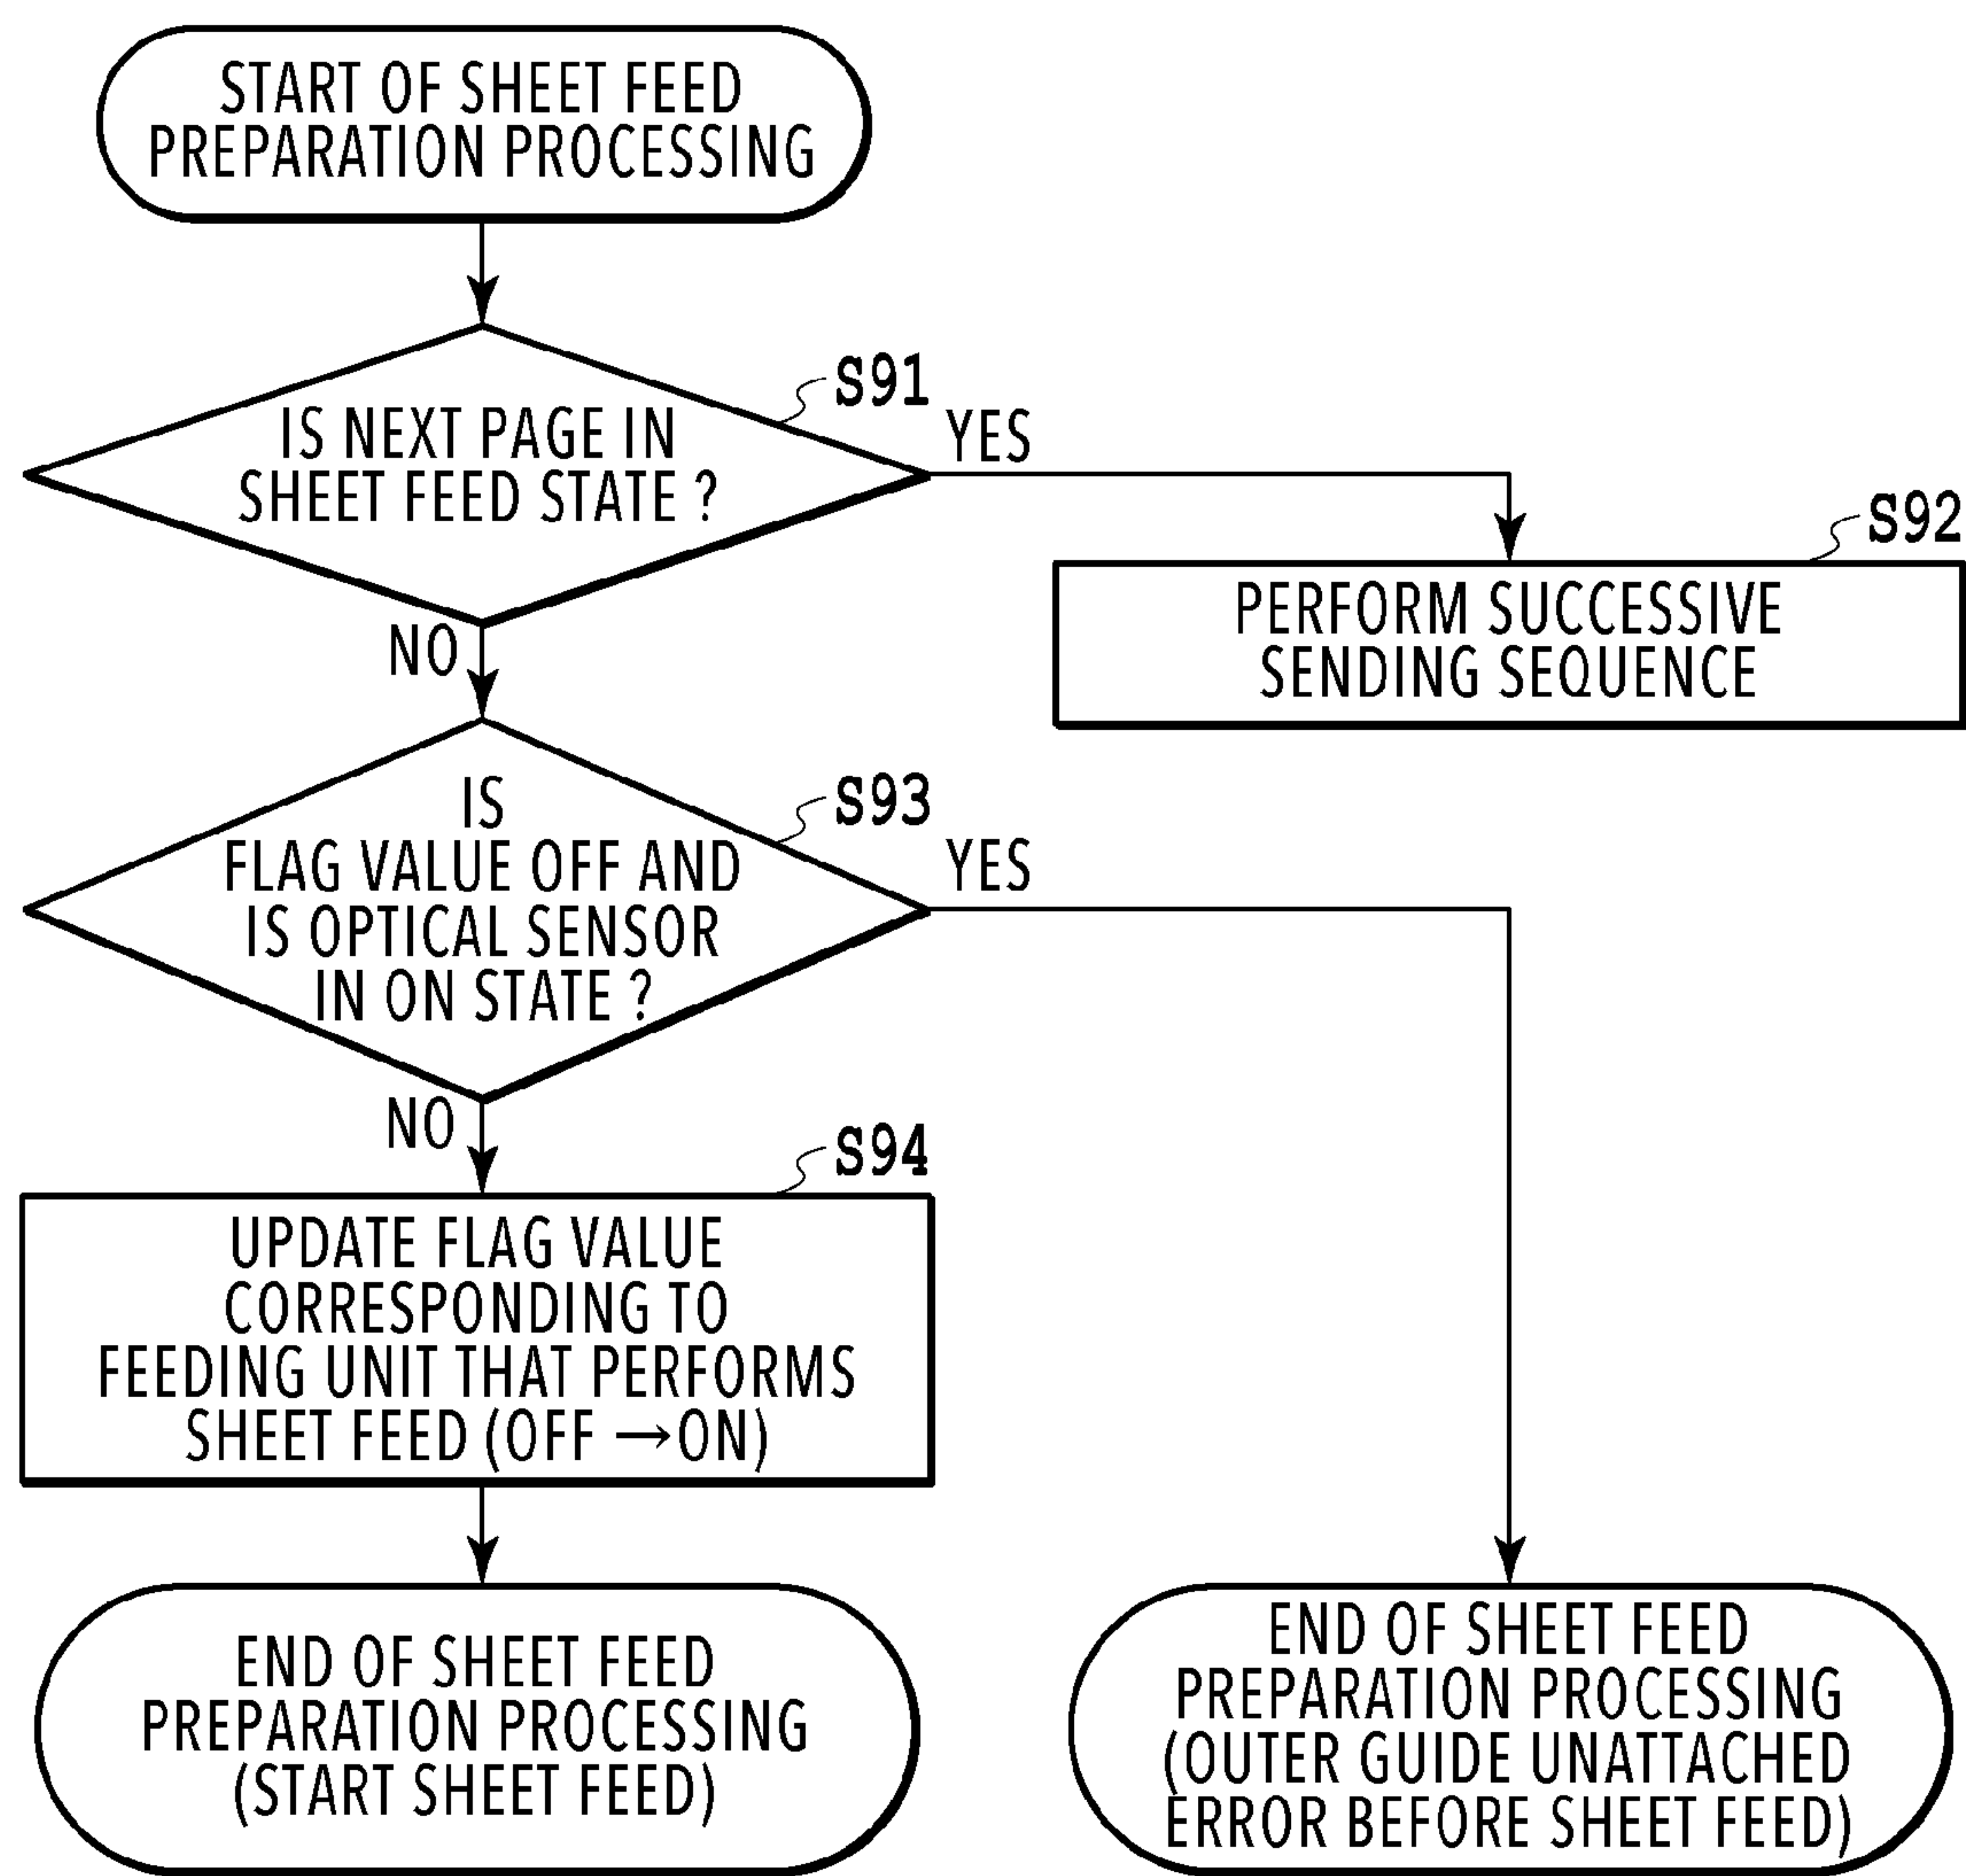 START OF SHEET FEED
PREPARATION PROCESSING
S91
IS NEXT PAGE IN
SHEET FEED STATE ?
YES
NO
S92
PERFORM SUCCESSIVE
SENDING SEQUENCE
S93
IS
FLAG VALUE OFF AND
IS OPTICAL SENSOR
IN ON STATE ?
YES
NO
S94
UPDATE FLAG VALUE
CORRESPONDING TO
FEEDING UNIT THAT PERFORMS
SHEET FEED (OFF →ON)
END OF SHEET FEED
PREPARATION PROCESSING
(START SHEET FEED)
END OF SHEET FEED
PREPARATION PROCESSING
(OUTER GUIDE UNATTACHED
ERROR BEFORE SHEET FEED)